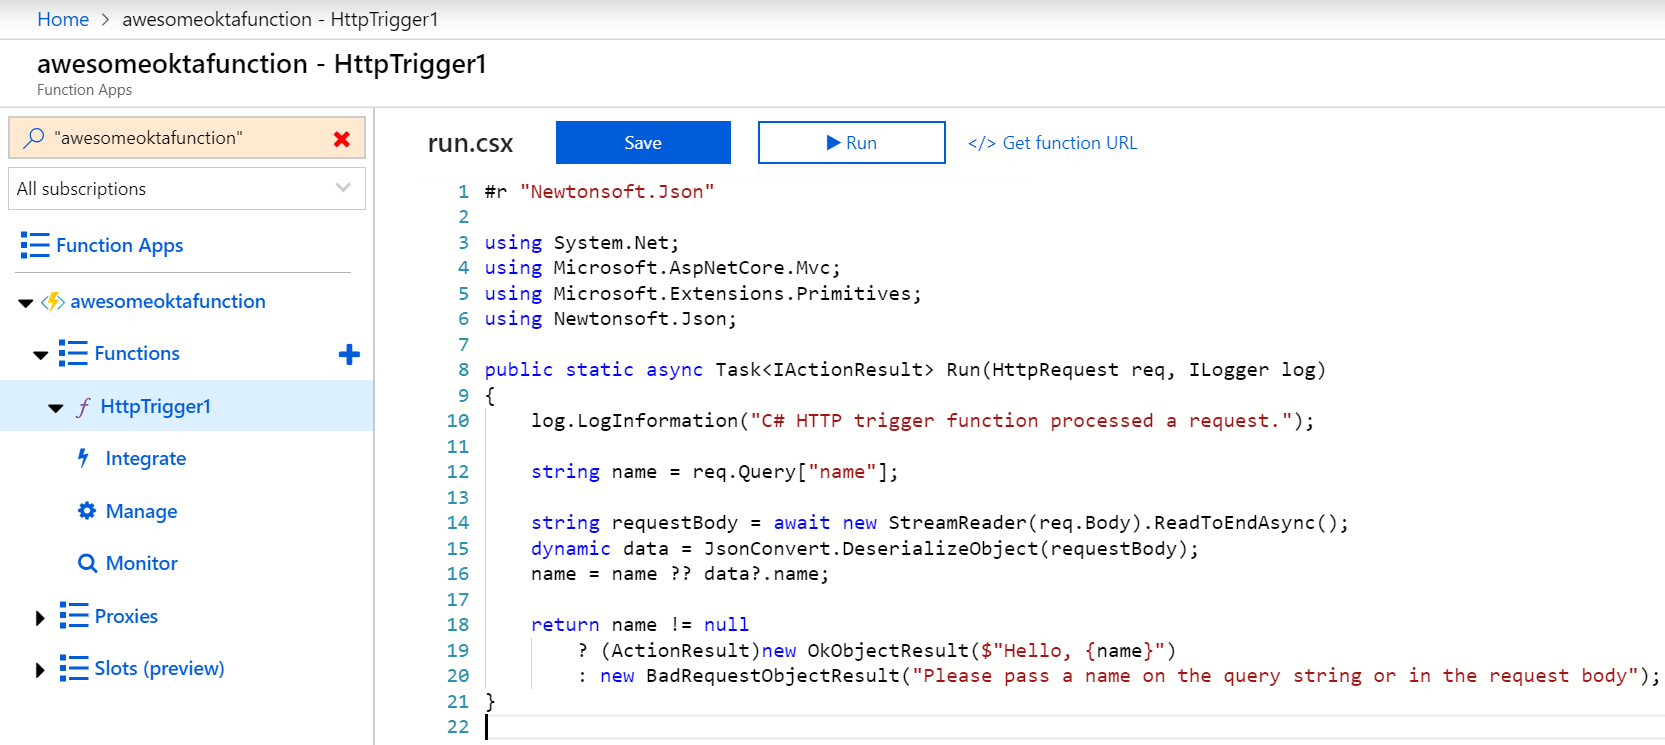 Home > awesomeoktafunction - HttpTrigger1
awesomeoktafunction - HttpTrigger1
Function Apps
"awesomeoktafunction"
All subscriptions
Function Apps
awesomeoktafunction
Functions
HttpTrigger1
Integrate
Manage
Monitor
Proxies
Slots (preview)
run.csx Save Run </> Get function URL
1 #r "Newtonsoft.Json"
2
3 using System.Net;
4 using Microsoft.AspNetCore.Mvc;
5 using Microsoft.Extensions.Primitives;
6 using Newtonsoft.Json;
7
8 public static async Task<IActionResult> Run(HttpRequest req, ILogger log)
9 {
10 log.LogInformation("C# HTTP trigger function processed a request.");
11
12 string name = req.Query["name"];
13
14 string requestBody = await new StreamReader(req.Body).ReadToEndAsync();
15 dynamic data = JsonConvert.DeserializeObject(requestBody);
16 name = name ?? data?.name;
17
18 return name != null
19 ? (ActionResult)new OkObjectResult($"Hello, {name}")
20 : new BadRequestObjectResult("Please pass a name on the query string or in the request body");
21 }
22